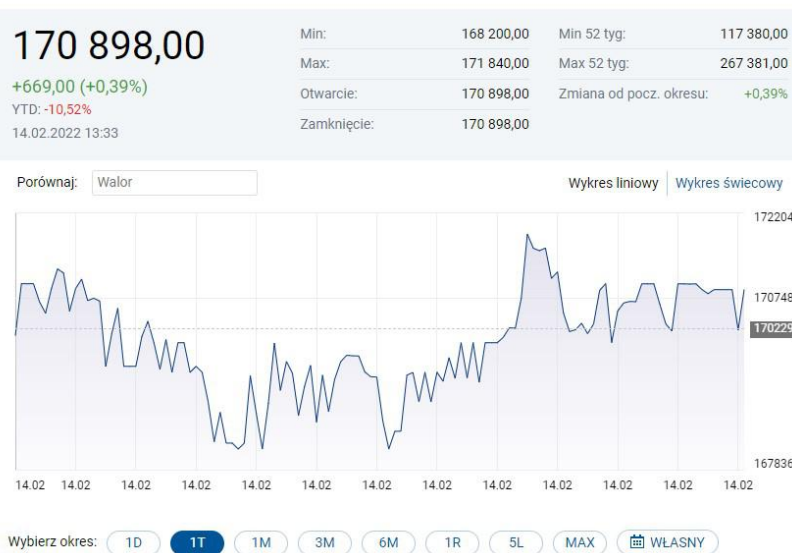 170 898,00
+669,00 (+0,39%)
YTD: -10,52%
14.02.2022 13:33
Min: 168 200,00
Max: 171 840,00
Otwarcie: 170 898,00
Zamknięcie: 170 898,00
Min 52 tyg: 117 380,00
Max 52 tyg: 267 381,00
Zmiana od pocz. okresu: +0,39%
Porównaj: Walor
Wykres liniowy Wykres świecowy
172204
170748
170229
167836
14.02 14.02 14.02 14.02 14.02 14.02 14.02 14.02 14.02 14.02 14.02 14.02 14.02
Wybierz okres: 1D 1T 1M 3M 6M 1R 5L MAX WŁASNY